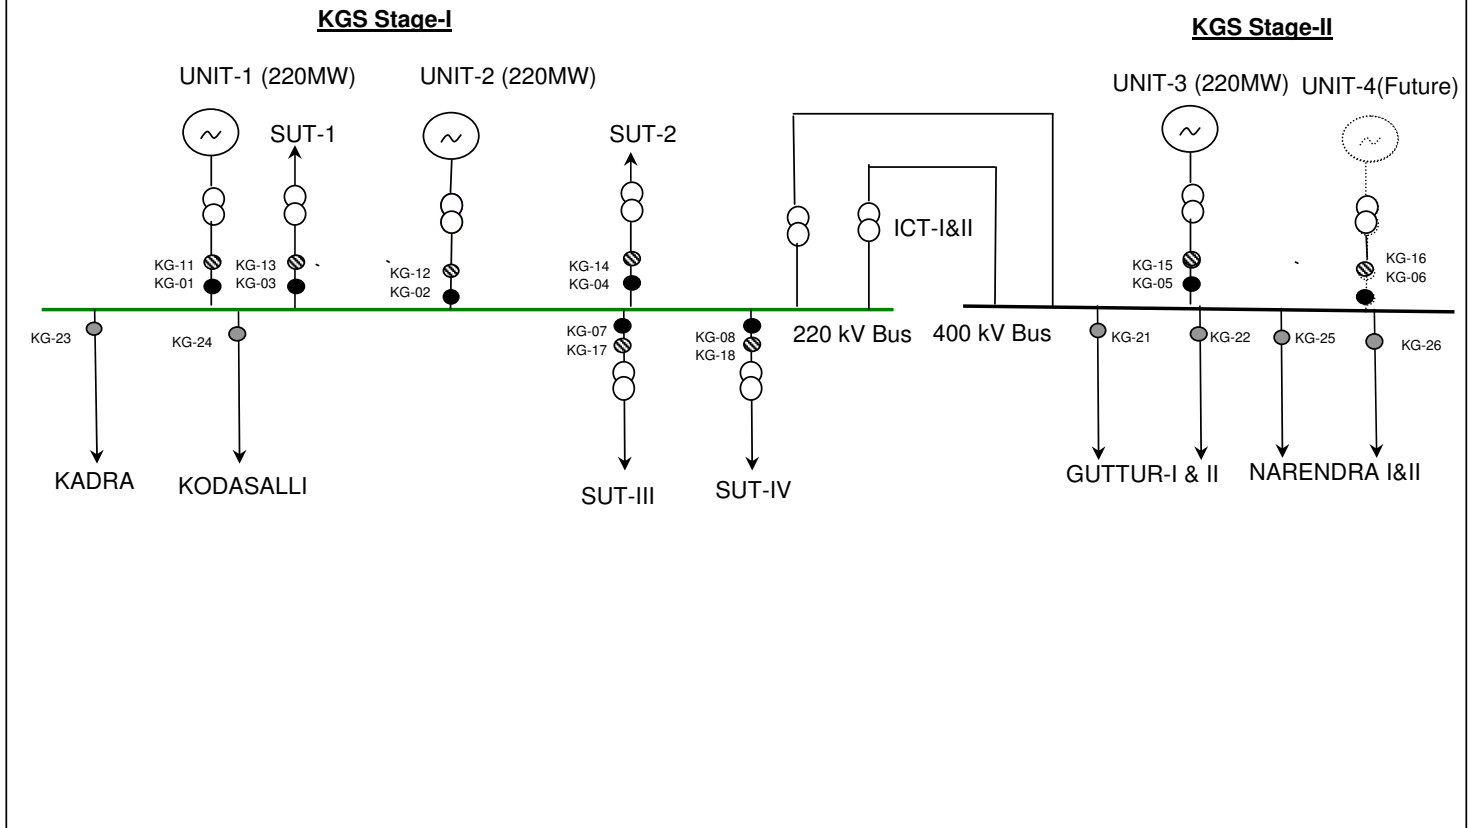 KGS Stage-I
KGS Stage-II
UNIT-1 (220MW)
UNIT-2 (220MW)
UNIT-3 (220MW)
UNIT-4(Future)
SUT-1
SUT-2
ICT-I&II
KG-11
KG-01
KG-13
KG-03
KG-12
KG-02
KG-14
KG-04
KG-15
KG-05
KG-16
KG-06
KG-23
KG-24
KG-07
KG-17
KG-08
KG-18
220 kV Bus
400 kV Bus
KG-21
KG-22
KG-25
KG-26
KADRA
KODASALLI
SUT-III
SUT-IV
GUTTUR-I & II
NARENDRA I&II